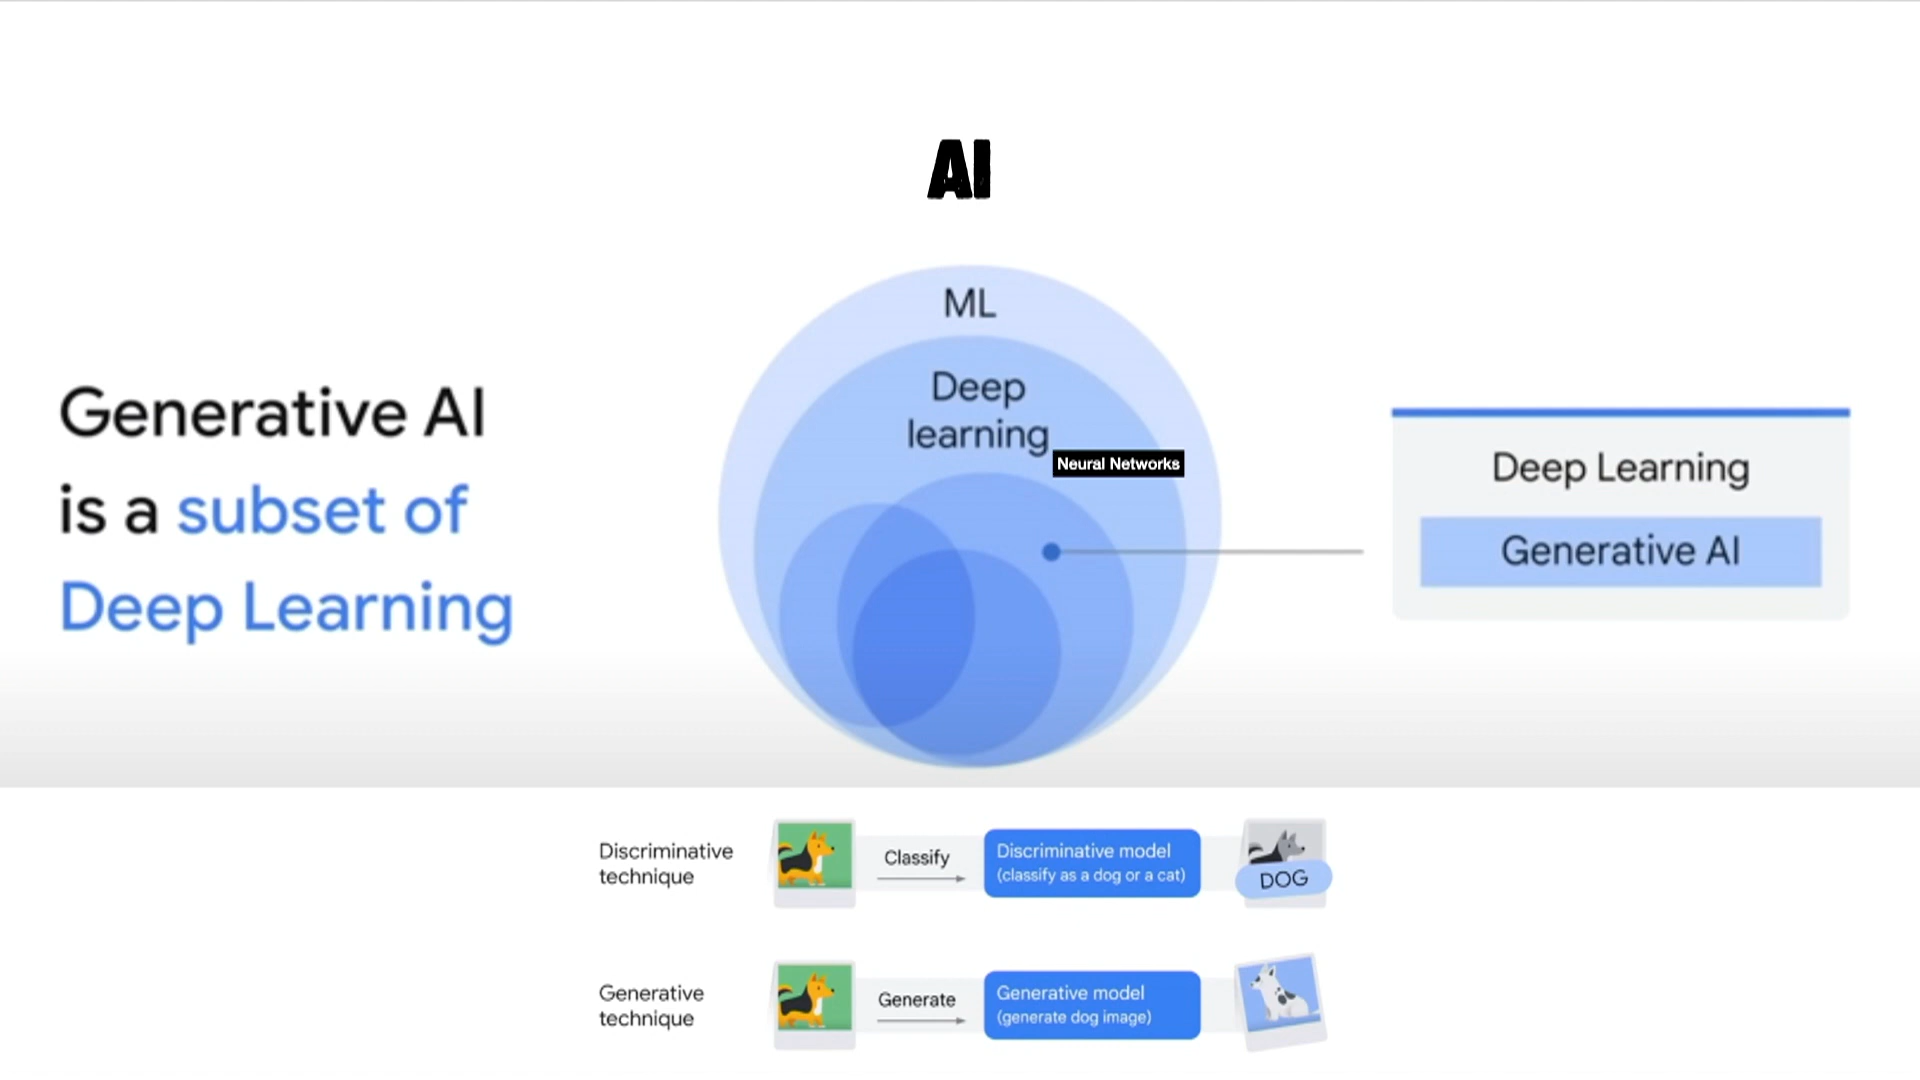 AI
ML
Deep
learning
Neural Networks
Generative AI
is a subset of
Deep Learning
Deep Learning
Generative AI
Discriminative
technique
Classify
Discriminative model
(classify as a dog or a cat)
DOG
Generative
technique
Generate
Generative model
(generate dog image)